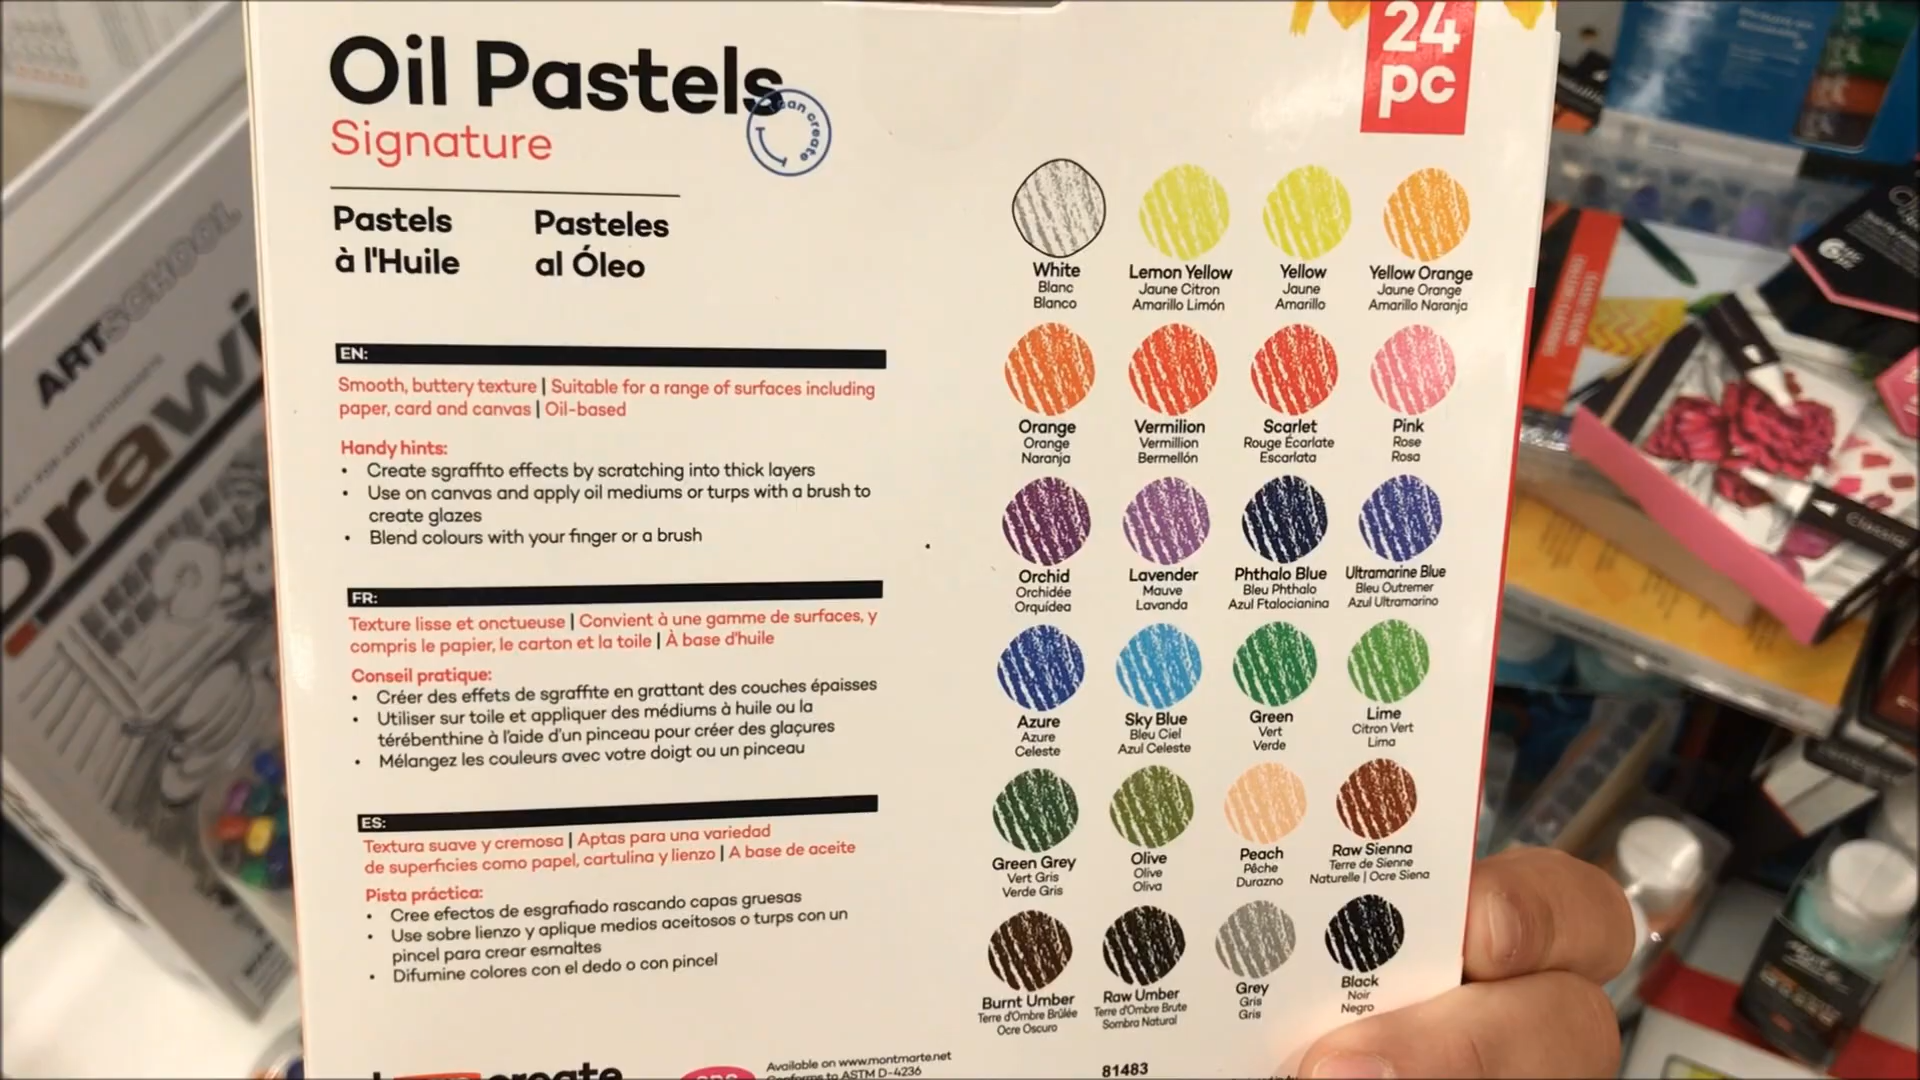 Oil Pastels
Signature
can create
24
pc
Pastels
à l'Huile
Pasteles
al Óleo
EN:
Smooth, buttery texture | Suitable for a range of surfaces including
paper, card and canvas | Oil-based
Handy hints:
• Create sgraffito effects by scratching into thick layers
• Use on canvas and apply oil mediums or turps with a brush to
create glazes
• Blend colours with your finger or a brush
FR:
Texture lisse et onctueuse | Convient à une gamme de surfaces, y
compris le papier, le carton et la toile | À base d'huile
Conseil pratique:
• Créer des effets de sgraffite en grattant des couches épaisses
• Utiliser sur toile et appliquer des médiums à huile ou la
térébenthine à l'aide d'un pinceau pour créer des glaçures
• Mélangez les couleurs avec votre doigt ou un pinceau
ES:
Textura suave y cremosa | Aptas para una variedad
de superficies como papel, cartulina y lienzo | A base de aceite
Pista práctica:
• Cree efectos de esgrafiado rascando capas gruesas
• Use sobre lienzo y aplique medios aceitosos o turps con un
pincel para crear esmaltes
• Difumine colores con el dedo o con pincel
White
Blanc
Blanco
Lemon Yellow
Jaune Citron
Amarillo Limón
Yellow
Jaune
Amarillo
Yellow Orange
Jaune Orange
Amarillo Naranja
Orange
Orange
Naranja
Vermilion
Vermillion
Bermellón
Scarlet
Rouge Écarlate
Escarlata
Pink
Rose
Rosa
Orchid
Orchidée
Orquídea
Lavender
Mauve
Lavanda
Phthalo Blue
Bleu Phthalo
Azul Ftalocianina
Ultramarine Blue
Bleu Outremer
Azul Ultramarino
Azure
Azure
Celeste
Sky Blue
Bleu Ciel
Azul Celeste
Green
Vert
Verde
Lime
Citron Vert
Lima
Green Grey
Vert Gris
Verde Gris
Olive
Olive
Oliva
Peach
Pêche
Durazno
Raw Sienna
Terre de Sienne
Naturelle | Ocre Siena
Burnt Umber
Terre d'Ombre Brûlée
Ocre Oscuro
Raw Umber
Terre d'Ombre Brute
Sombra Natural
Grey
Gris
Gris
Black
Noir
Negro
create
Available on www.montmarte.net
Conforms to ASTM D-4236
81483
ARTSCHOOL
Drawi